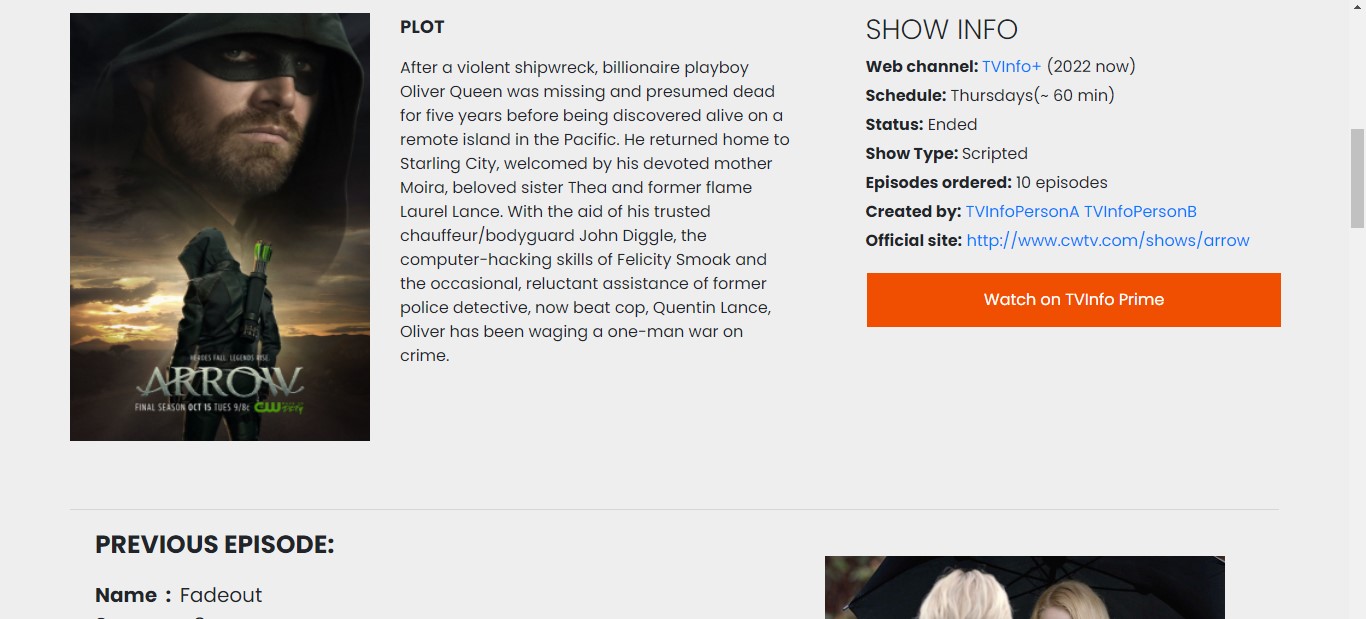 HEROES FALL. LEGENDS RISE.
ARROW
FINAL SEASON OCT 15 TUES 9/8c CW
PLOT
After a violent shipwreck, billionaire playboy
Oliver Queen was missing and presumed dead
for five years before being discovered alive on a
remote island in the Pacific. He returned home to
Starling City, welcomed by his devoted mother
Moira, beloved sister Thea and former flame
Laurel Lance. With the aid of his trusted
chauffeur/bodyguard John Diggle, the
computer-hacking skills of Felicity Smoak and
the occasional, reluctant assistance of former
police detective, now beat cop, Quentin Lance,
Oliver has been waging a one-man war on
crime.
SHOW INFO
Web channel: TVInfo+ (2022 now)
Schedule: Thursdays(~ 60 min)
Status: Ended
Show Type: Scripted
Episodes ordered: 10 episodes
Created by: TVInfoPersonA TVInfoPersonB
Official site: http://www.cwtv.com/shows/arrow
Watch on TVInfo Prime
PREVIOUS EPISODE:
Name : Fadeout